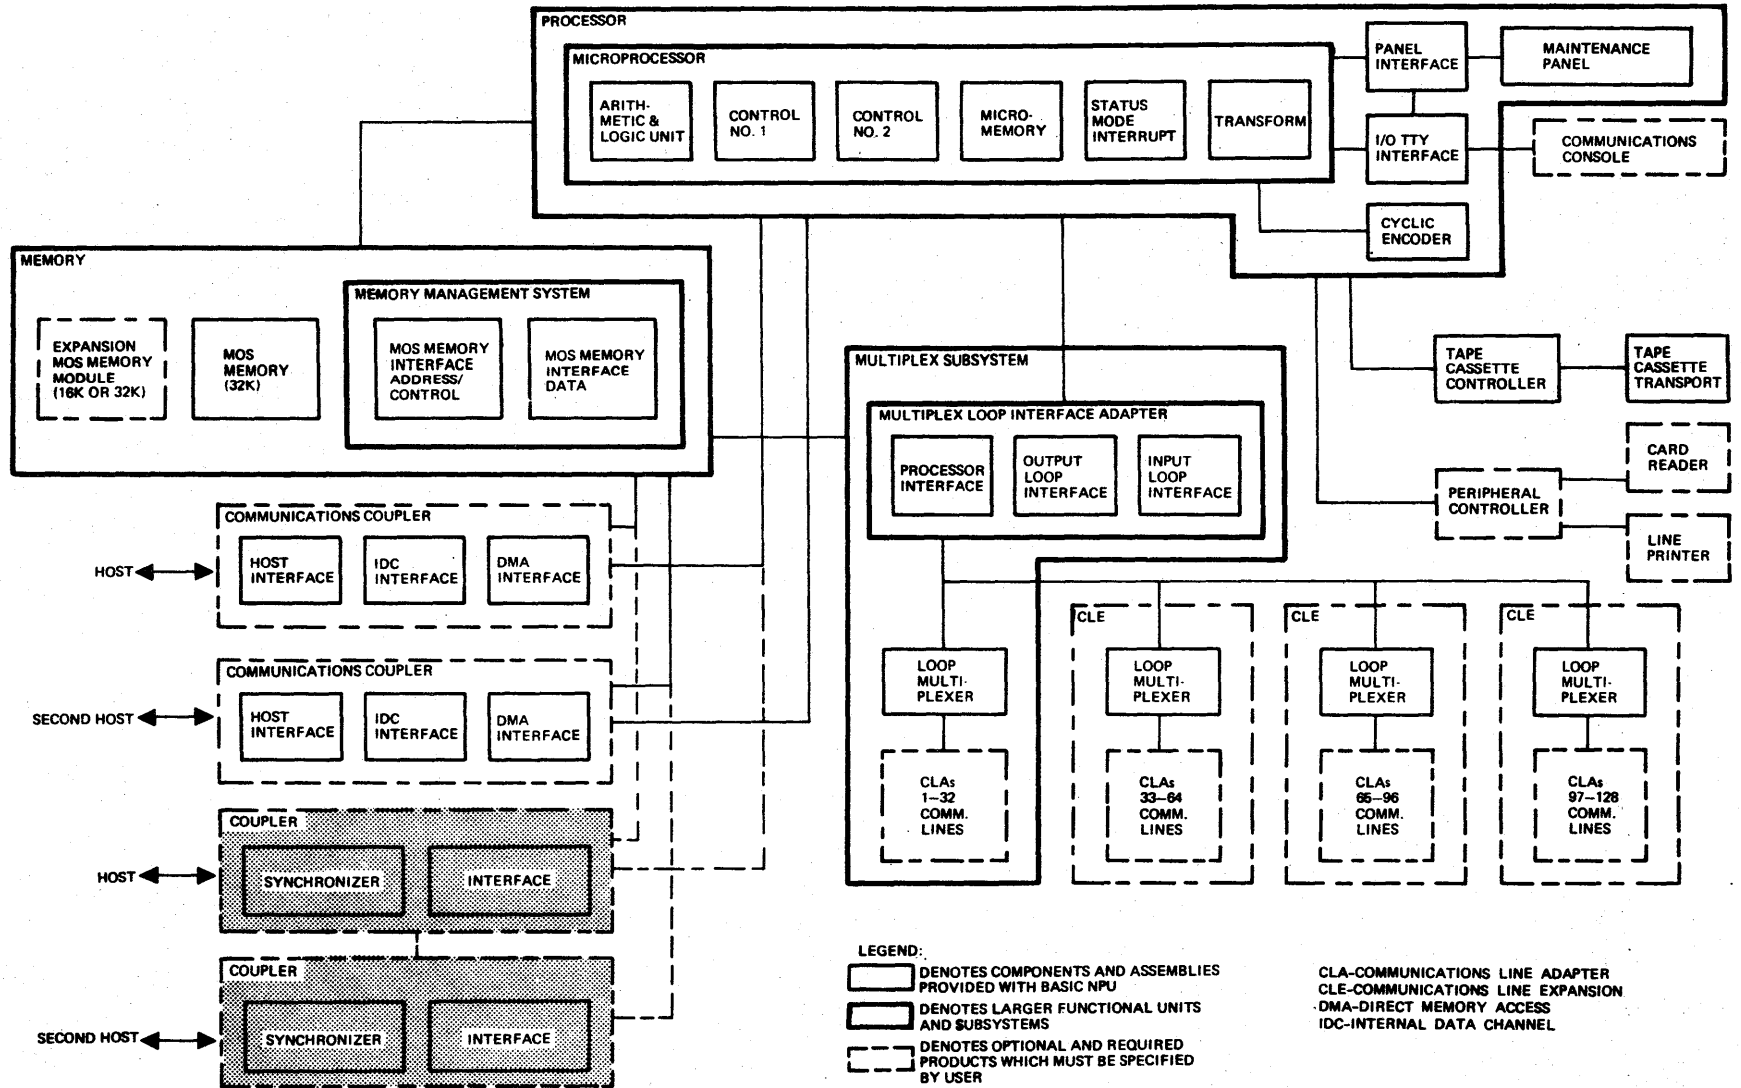 PROCESSOR
MICROPROCESSOR
ARITH-
METIC &
LOGIC UNIT
CONTROL
NO. 1
CONTROL
NO. 2
MICRO-
MEMORY
STATUS
MODE
INTERRUPT
TRANSFORM
PANEL
INTERFACE
MAINTENANCE
PANEL
I/O TTY
INTERFACE
COMMUNICATIONS
CONSOLE
CYCLIC
ENCODER
MEMORY
EXPANSION
MOS MEMORY
MODULE
(16K OR 32K)
MOS
MEMORY
(32K)
MEMORY MANAGEMENT SYSTEM
MOS MEMORY
INTERFACE
ADDRESS/
CONTROL
MOS MEMORY
INTERFACE
DATA
MULTIPLEX SUBSYSTEM
MULTIPLEX LOOP INTERFACE ADAPTER
PROCESSOR
INTERFACE
OUTPUT
LOOP
INTERFACE
INPUT
LOOP
INTERFACE
TAPE
CASSETTE
CONTROLLER
TAPE
CASSETTE
TRANSPORT
PERIPHERAL
CONTROLLER
CARD
READER
LINE
PRINTER
COMMUNICATIONS COUPLER
HOST
HOST
INTERFACE
IDC
INTERFACE
DMA
INTERFACE
COMMUNICATIONS COUPLER
SECOND HOST
HOST
INTERFACE
IDC
INTERFACE
DMA
INTERFACE
COUPLER
HOST
SYNCHRONIZER
INTERFACE
COUPLER
SECOND HOST
SYNCHRONIZER
INTERFACE
LOOP
MULTI-
PLEXER
CLAs
1-32
COMM.
LINES
CLE
LOOP
MULTI-
PLEXER
CLAs
33-64
COMM.
LINES
CLE
LOOP
MULTI-
PLEXER
CLAs
65-96
COMM.
LINES
CLE
LOOP
MULTI-
PLEXER
CLAs
97-128
COMM.
LINES
LEGEND:
DENOTES COMPONENTS AND ASSEMBLIES
PROVIDED WITH BASIC NPU
DENOTES LARGER FUNCTIONAL UNITS
AND SUBSYSTEMS
DENOTES OPTIONAL AND REQUIRED
PRODUCTS WHICH MUST BE SPECIFIED
BY USER
CLA-COMMUNICATIONS LINE ADAPTER
CLE-COMMUNICATIONS LINE EXPANSION
DMA-DIRECT MEMORY ACCESS
IDC-INTERNAL DATA CHANNEL